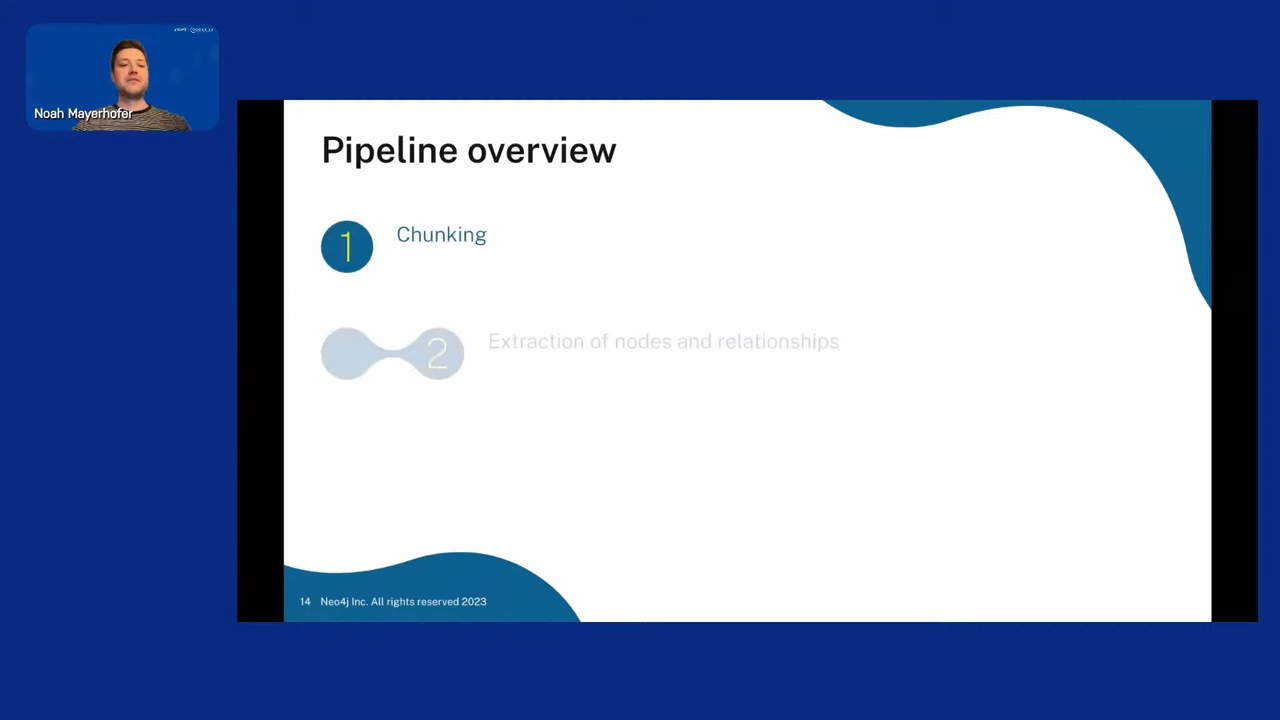 Noah Mayerhofer
Pipeline overview
1
Chunking
2
Extraction of nodes and relationships
14 Neo4j Inc. All rights reserved 2023